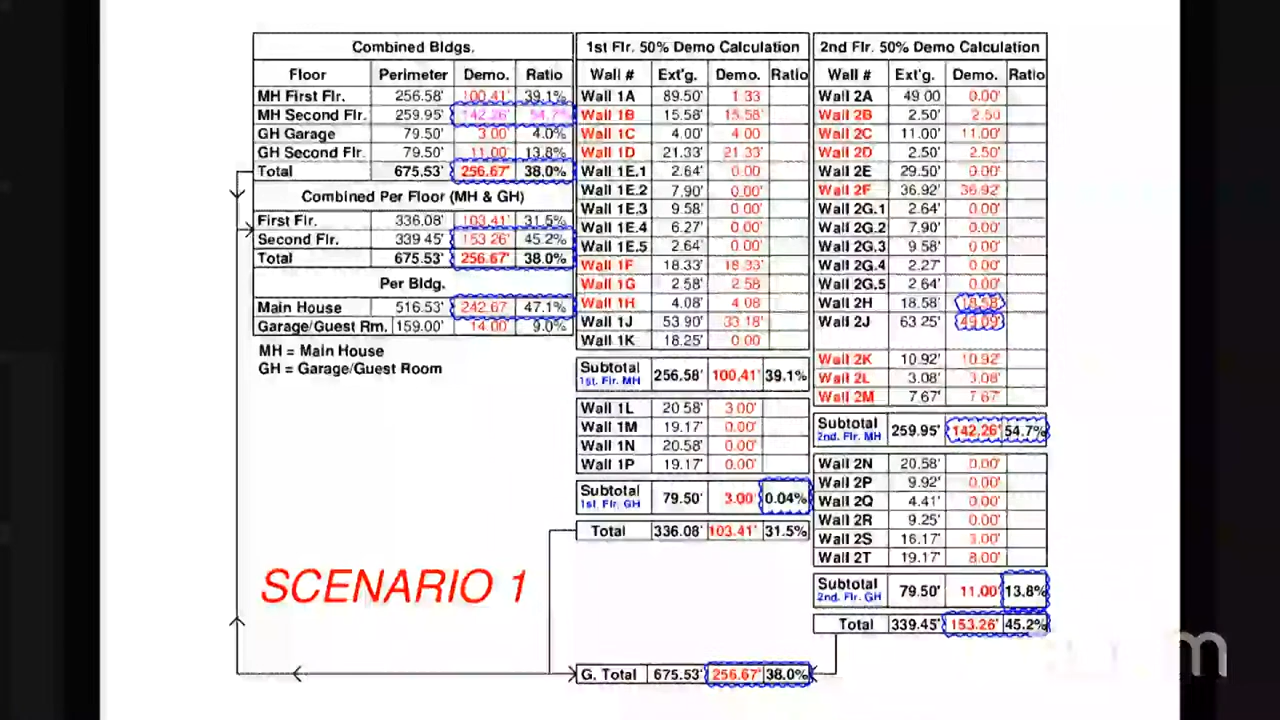 Combined Bldgs.
Floor Perimeter Demo. Ratio
MH First Flr. 256.58' 100.41' 39.1%
MH Second Flr. 259.95' 142.26' 54.7%
GH Garage 79.50' 3.00 4.0%
GH Second Flr. 79.50' 11.00' 13.8%
Total 675.53' 256.67' 38.0%
Combined Per Floor (MH & GH)
First Flr. 336.08' 103.41' 31.5%
Second Flr. 339 45' 153 26' 45.2%
Total 675.53' 256.67' 38.0%
Per Bldg.
Main House 516.53' 242.67 47.1%
Garage/Guest Rm. 159.00' 14.00 9.0%
MH = Main House
GH = Garage/Guest Room
SCENARIO 1
1st Flr. 50% Demo Calculation
Wall # Ext'g. Demo. Ratio
Wall 1A 89.50' 1 33
Wall 1B 15.58' 15.58'
Wall 1C 4.00' 4 00
Wall 1D 21.33' 21 33'
Wall 1E.1 2.64' 0.00
Wall 1E.2 7.90' 0 00'
Wall 1E.3 9.58' 0 00'
Wall 1E.4 6.27' 0 00'
Wall 1E.5 2.64' 0.00'
Wall 1F 18.33' 18 33'
Wall 1G 2.58' 2 58
Wall 1H 4.08' 4 08
Wall 1J 53 90' 33 18'
Wall 1K 18.25' 0 00
Subtotal 256.58' 100.41' 39.1%
1st. Flr. MH
Wall 1L 20 58' 3 00'
Wall 1M 19.17' 0.00'
Wall 1N 20.58' 0.00'
Wall 1P 19.17' 0.00'
Subtotal 79.50' 3.00' 0.04%
1st. Flr. GH
Total 336.08' 103.41' 31.5%
G. Total 675.53' 256.67' 38.0%
2nd Flr. 50% Demo Calculation
Wall # Ext'g. Demo. Ratio
Wall 2A 49 00 0.00'
Wall 2B 2.50' 2 50
Wall 2C 11.00' 11.00'
Wall 2D 2.50' 2.50'
Wall 2E 29.50' 0.00'
Wall 2F 36.92' 36.92'
Wall 2G.1 2.64' 0.00'
Wall 2G.2 7.90' 0.00'
Wall 2G.3 9.58' 0.00'
Wall 2G.4 2.27' 0.00'
Wall 2G.5 2.64' 0.00'
Wall 2H 18.58' 18.58'
Wall 2J 63 25' 49.09'
Wall 2K 10.92' 10.92'
Wall 2L 3.08' 3.08'
Wall 2M 7.67' 7 67'
Subtotal 259.95' 142.26' 54.7%
2nd. Flr. MH
Wall 2N 20.58' 0.00'
Wall 2P 9.92' 0.00'
Wall 2Q 4.41' 0.00'
Wall 2R 9.25' 0.00'
Wall 2S 16.17' 3.00'
Wall 2T 19.17' 8.00'
Subtotal 79.50' 11.00' 13.8%
2nd. Flr. GH
Total 339.45' 153.26' 45.2%